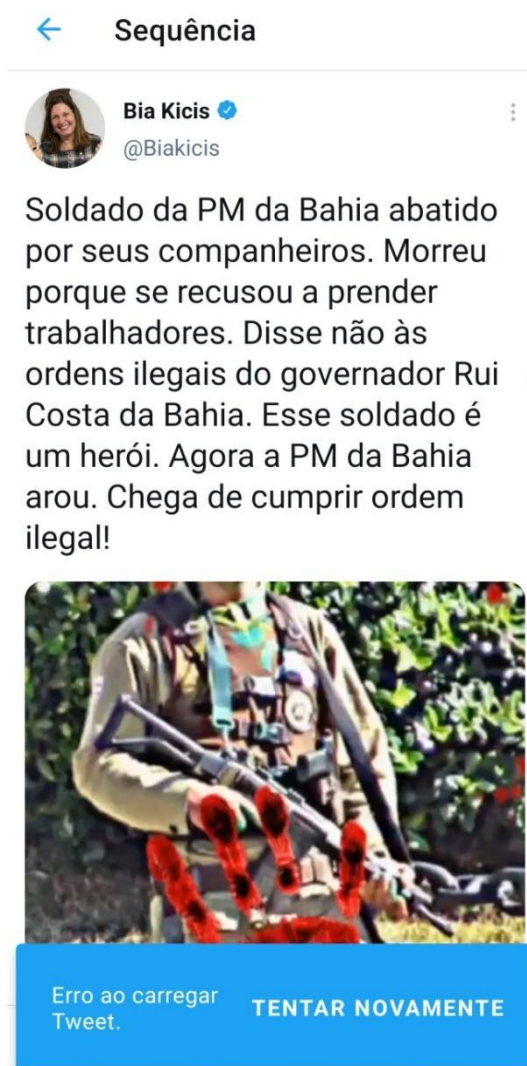 Sequência
Bia Kicis
@Biakicis
Soldado da PM da Bahia abatido
por seus companheiros. Morreu
porque se recusou a prender
trabalhadores. Disse não às
ordens ilegais do governador Rui
Costa da Bahia. Esse soldado é
um herói. Agora a PM da Bahia
arou. Chega de cumprir ordem
ilegal!
Erro ao carregar
Tweet.
TENTAR NOVAMENTE